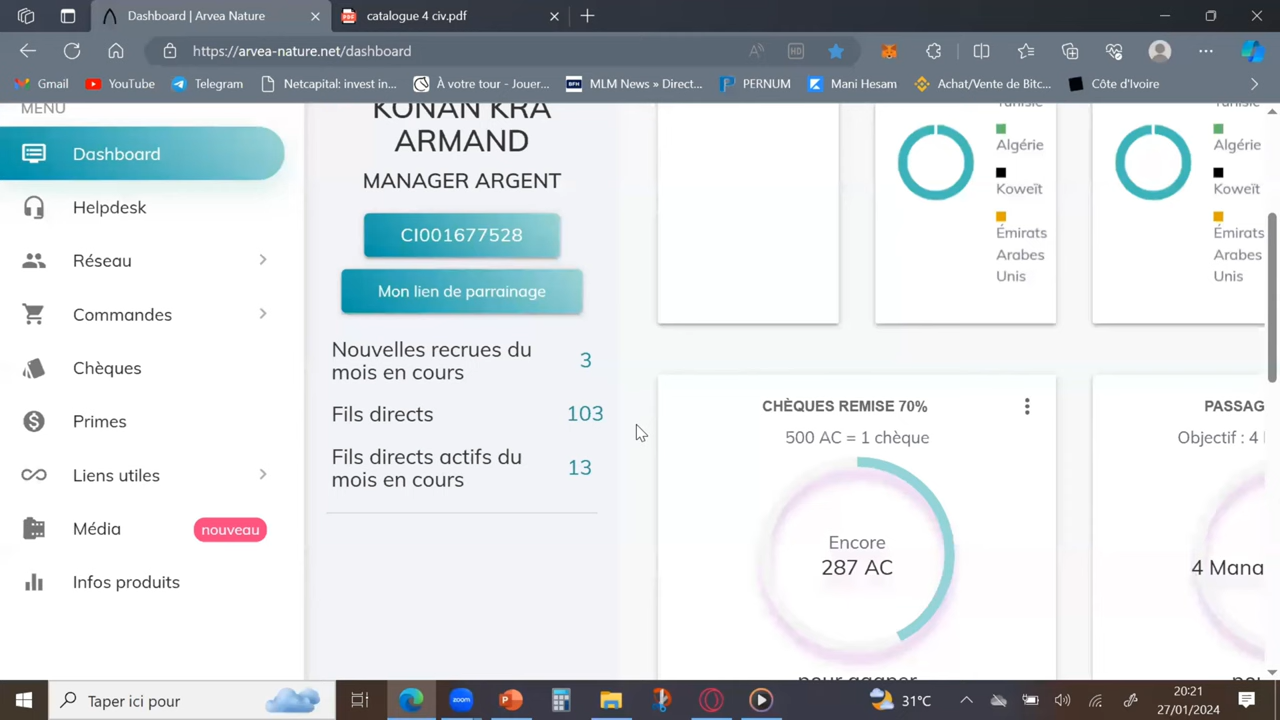 Dashboard | Arvea Nature
catalogue 4 civ.pdf
https://arvea-nature.net/dashboard
Gmail
YouTube
Telegram
Netcapital: invest in...
À votre tour - Jouer...
MLM News » Direct...
PERNUM
Mani Hesam
Achat/Vente de Bitc...
Côte d'Ivoire
MENU
Dashboard
Helpdesk
Réseau
Commandes
Chèques
Primes
Liens utiles
Média
nouveau
Infos produits
KONAN KRA
ARMAND
MANAGER ARGENT
CI001677528
Mon lien de parrainage
Nouvelles recrues du
mois en cours
3
Fils directs
103
Fils directs actifs du
mois en cours
13
Tunisie
Algérie
Koweït
Émirats
Arabes
Unis
Tunisie
Algérie
Koweït
Émirats
Arabes
Unis
CHÈQUES REMISE 70%
500 AC = 1 chèque
Encore
287 AC
pour gagner
PASSAG
Objectif : 4
4 Mana
Taper ici pour
31°C
20:21
27/01/2024